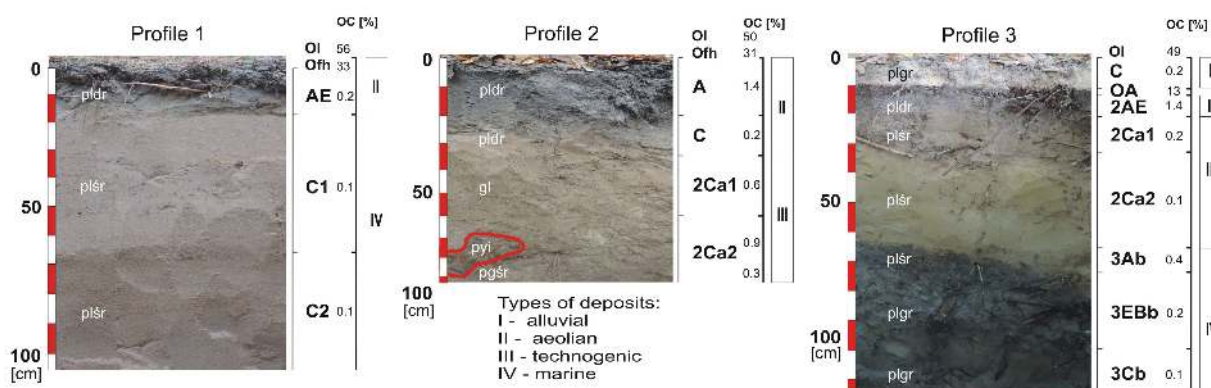 Profile 1
OC [%]
Ol 56
0
Ofh 33
pldr
AE 0.2
II
plśr
C1 0.1
50
IV
plśr
C2 0.1
100
[cm]
Profile 2
OC [%]
Ol 50
0
Ofh 31
pldr
A 1.4
II
pldr
C 0.2
gl
2Ca1 0.6
50
III
pyi
2Ca2 0.9
pgśr
0.3
100
[cm]
Types of deposits:
I - alluvial
II - aeolian
III - technogenic
IV - marine
Profile 3
OC [%]
Ol 49
0
plgr
C 0.2
OA 13
pldr
2AE 1.4
plsr
2Ca1 0.2
plśr
2Ca2 0.1
50
plśr
3Ab 0.4
plgr
3EBb 0.2
100
[cm]
plgr
3Cb 0.1